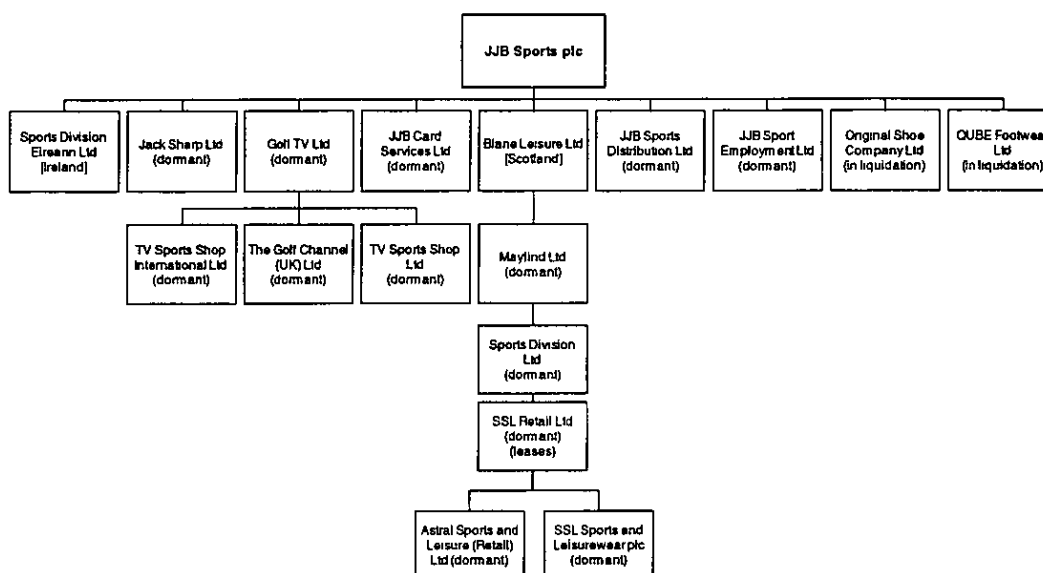 JJB Sports plc
Sports Division
Eireann Ltd
[Ireland]
Jack Sharp Ltd
(dormant)
Golf TV Ltd
(dormant)
JJB Card
Services Ltd
(dormant)
Blane Leisure Ltd
[Scotland]
JJB Sports
Distribution Ltd
(dormant)
JJB Sport
Employment Ltd
(dormant)
Original Shoe
Company Ltd
(in liquidation)
QUBE Footwear
Ltd
(in liquidation)
TV Sports Shop
International Ltd
(dormant)
The Golf Channel
(UK) Ltd
(dormant)
TV Sports Shop
Ltd
(dormant)
Mayfind Ltd
(dormant)
Sports Division
Ltd
(dormant)
SSL Retail Ltd
(dormant)
(leases)
Astral Sports and
Leisure (Retail)
Ltd (dormant)
SSL Sports and
Leisurewear plc
(dormant)